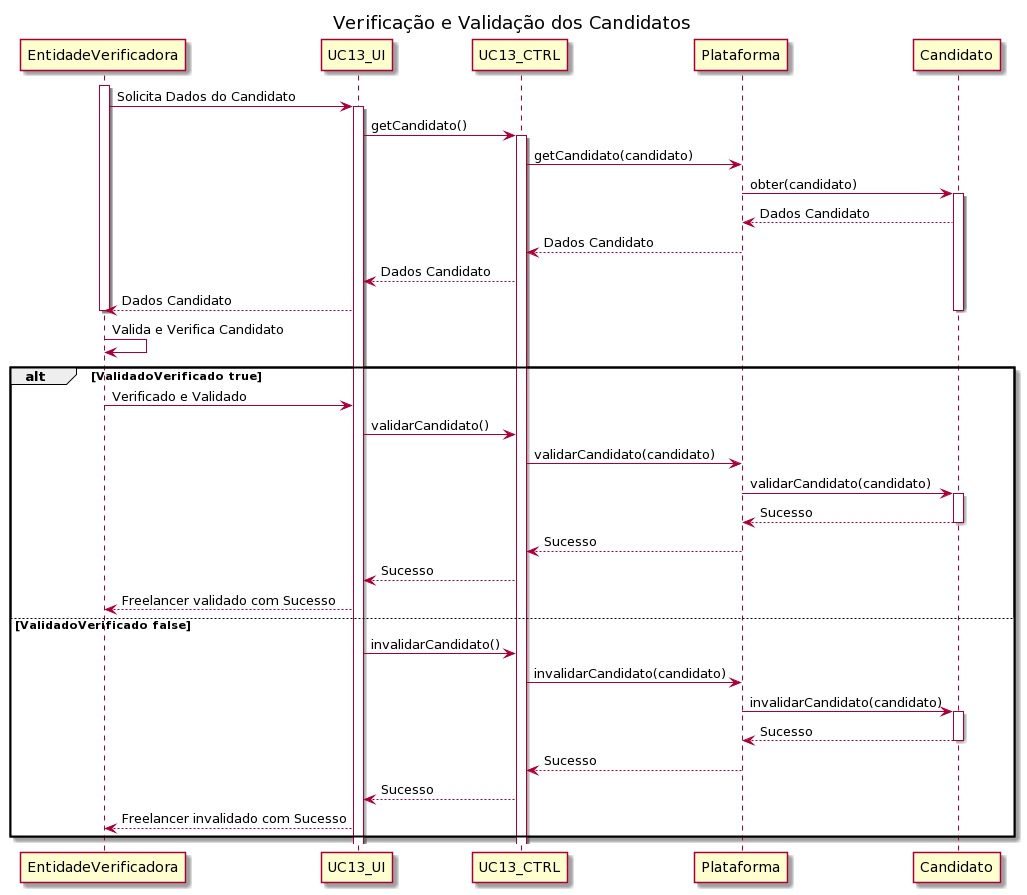 Verificação e Validação dos Candidatos
EntidadeVerificadora UC13_UI UC13_CTRL Plataforma Candidato
Solicita Dados do Candidato
getCandidato()
getCandidato(candidato)
obter(candidato)
Dados Candidato
Dados Candidato
Dados Candidato
Dados Candidato
Valida e Verifica Candidato
alt [ValidadoVerificado true]
Verificado e Validado
validarCandidato()
validarCandidato(candidato)
validarCandidato(candidato)
Sucesso
Sucesso
Sucesso
Freelancer validado com Sucesso
[ValidadoVerificado false]
invalidarCandidato()
invalidarCandidato(candidato)
invalidarCandidato(candidato)
Sucesso
Sucesso
Sucesso
Freelancer invalidado com Sucesso
EntidadeVerificadora UC13_UI UC13_CTRL Plataforma Candidato